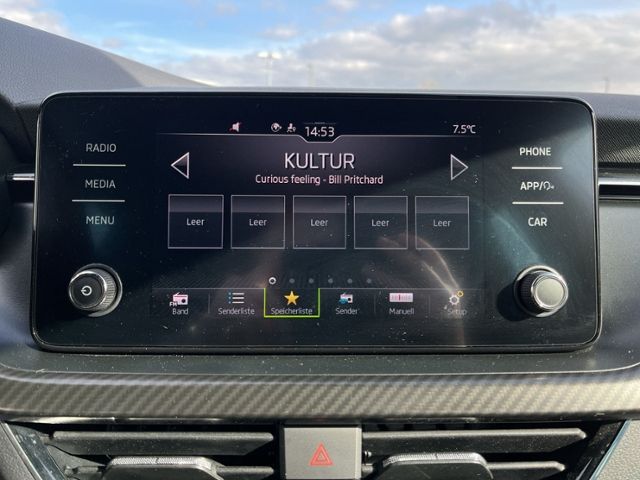 14:53
7.5°C
RADIO
MEDIA
MENU
KULTUR
Curious feeling - Bill Pritchard
Leer
Leer
Leer
Leer
Leer
PHONE
APP/
CAR
FM
Band
Senderliste
Speicherliste
Sender
Manuell
Setup